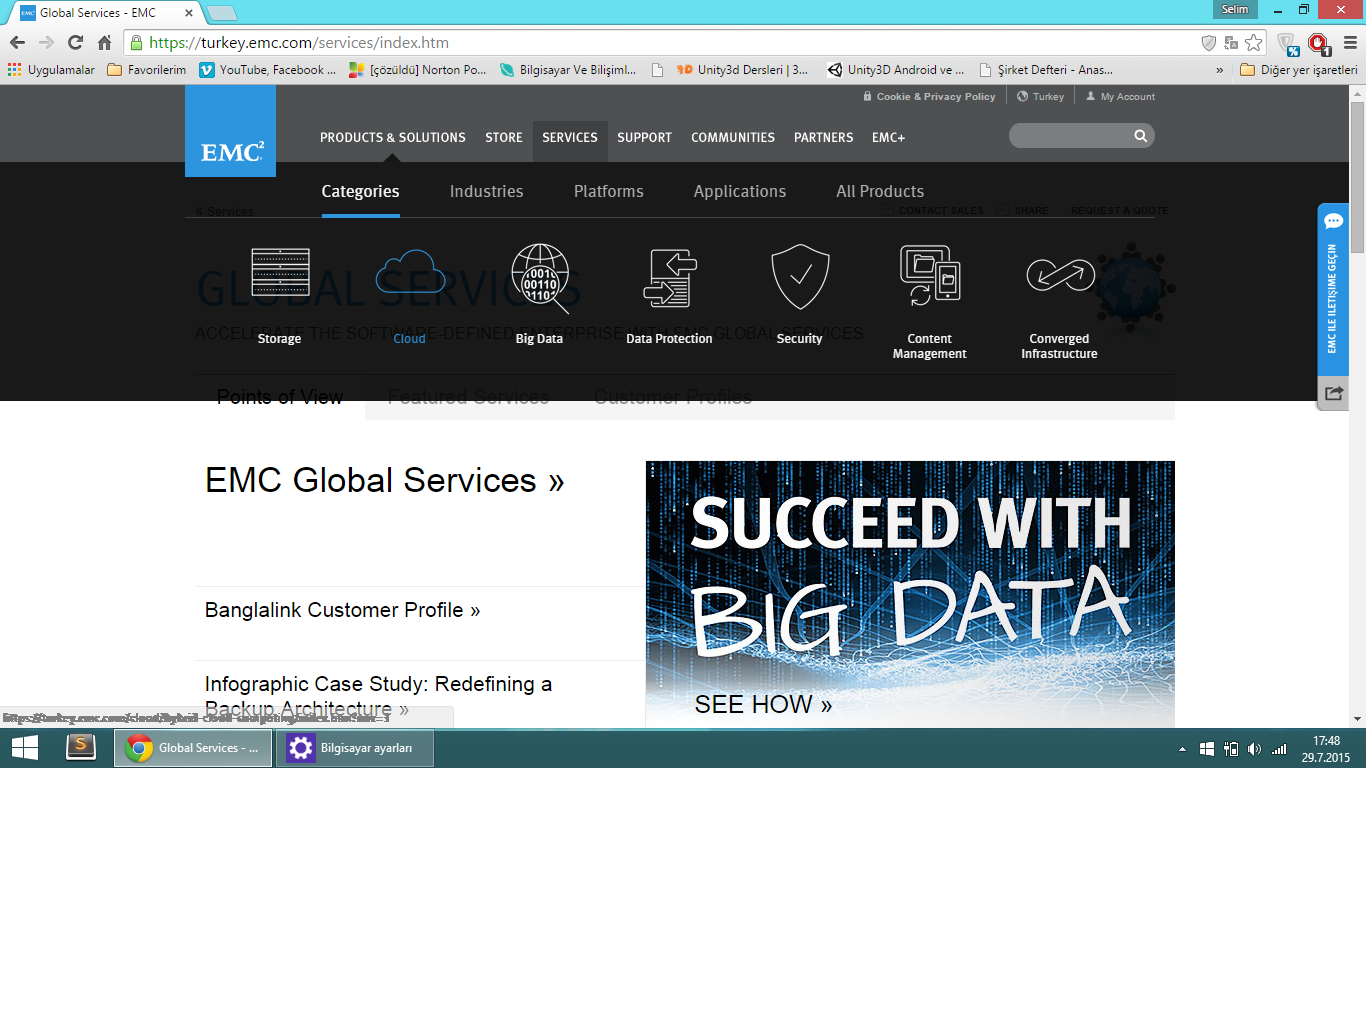 Global Services - EMC
Selim
https://turkey.emc.com/services/index.htm
Uygulamalar Favorilerim YouTube, Facebook ... [çözüldü] Norton Po... Bilgisayar Ve Bilişiml... Unity3d Dersleri | 3... Unity3D Android ve ... Şirket Defteri - Anas... » Diğer yer işaretleri
Cookie & Privacy Policy Turkey My Account
EMC²
PRODUCTS & SOLUTIONS STORE SERVICES SUPPORT COMMUNITIES PARTNERS EMC+
Categories Industries Platforms Applications All Products
« Services CONTACT SALES SHARE REQUEST A QUOTE
GLOBAL SERVICES
ACCELERATE THE SOFTWARE-DEFINED ENTERPRISE WITH EMC GLOBAL SERVICES
Storage Cloud Big Data Data Protection Security Content Management Converged Infrastructure
EMC ILE ILETIŞIME GEÇIN
Points of View Featured Services Customer Profiles
EMC Global Services »
Banglalink Customer Profile »
Infographic Case Study: Redefining a
Backup Architecture »
SUCCEED WITH
BIG DATA
SEE HOW »
Global Services - ... Bilgisayar ayarları
17:48
29.7.2015